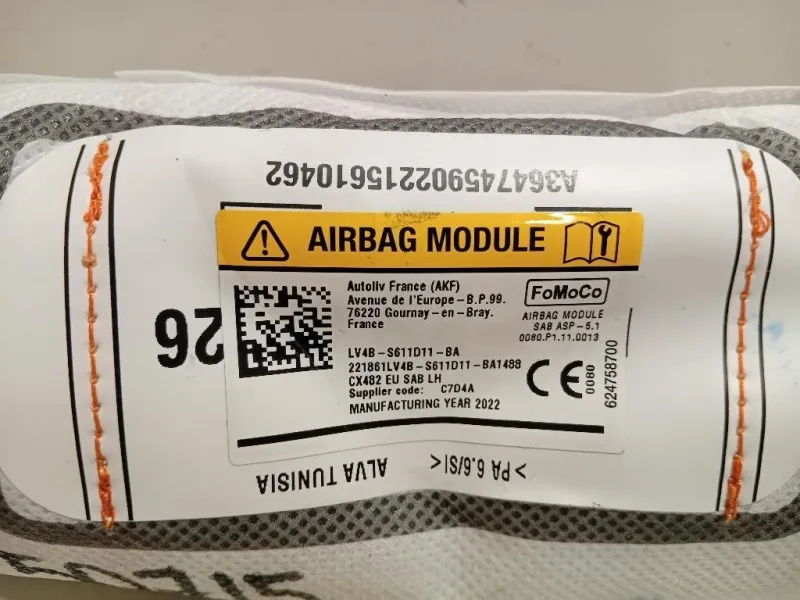 A364745902215610462
AIRBAG MODULE
Autoliv France (AKF)
Avenue de l'Europe-B.P.99.
76220 Gournay-en-Bray.
France
FoMoCo
AIRBAG MODULE
SAB ASP-5.1
0080.P1.11.0013
LV4B-S611D11-BA
221861LV4B-S611D11-BA1488
CX482 EU SAB LH
Supplier code: C7D4A
MANUFACTURING YEAR 2022
CE
0080
624758700
26
>PA 6.6/SI<
ALVA TUNISIA